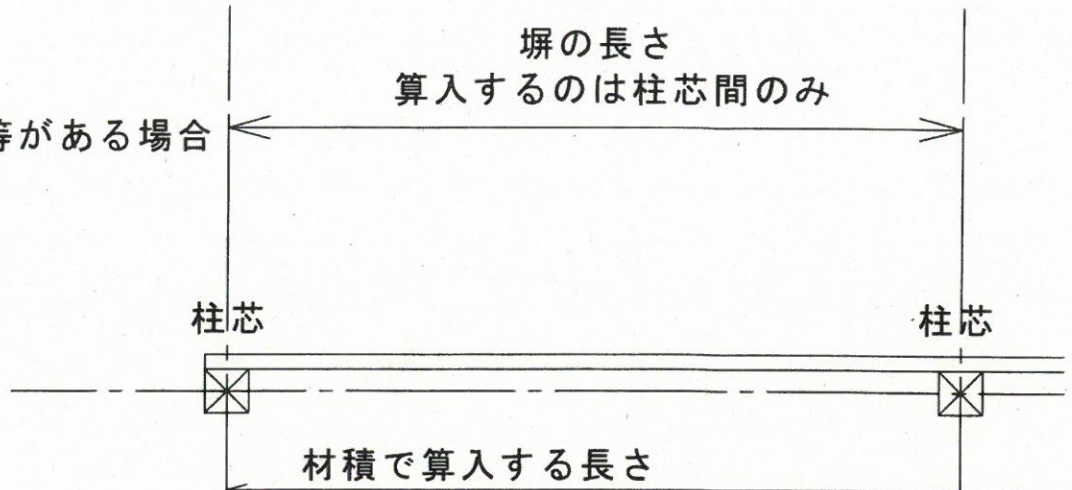 塀の長さ
算入するのは柱芯間のみ
等がある場合
柱芯
柱芯
材積で算入する長さ